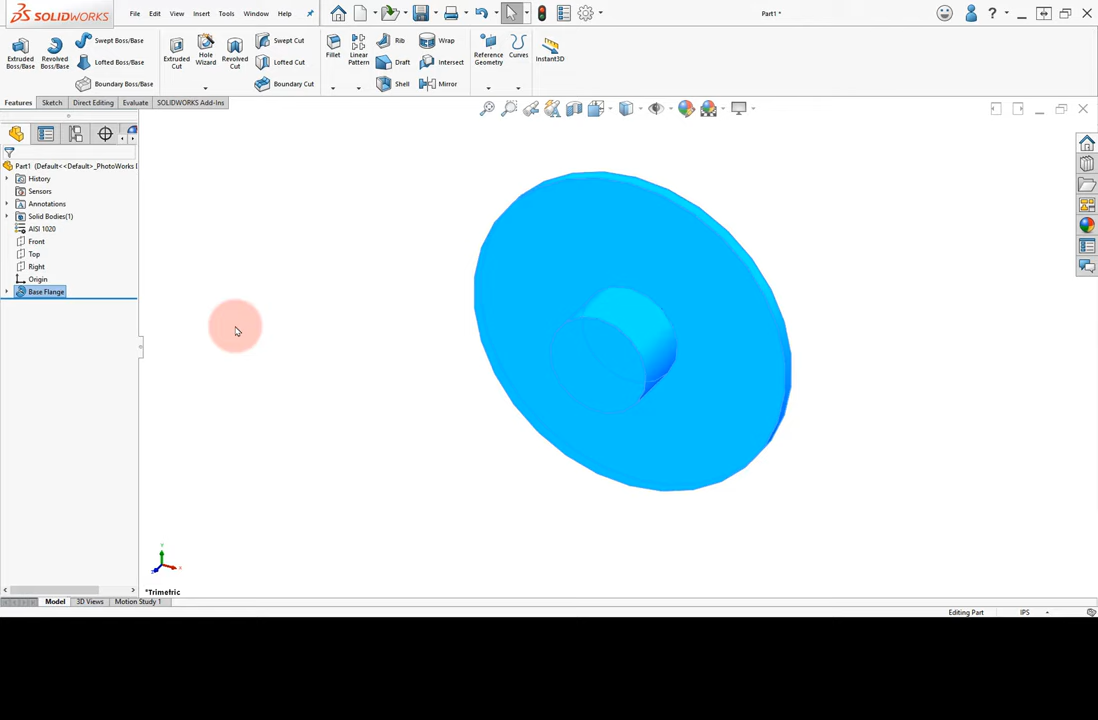 SOLIDWORKS File Edit View Insert Tools Window Help Part1 * ?
Extruded Boss/Base
Revolved Boss/Base
Swept Boss/Base
Lofted Boss/Base
Boundary Boss/Base
Extruded Cut
Hole Wizard
Revolved Cut
Swept Cut
Lofted Cut
Boundary Cut
Fillet
Linear Pattern
Rib
Draft
Shell
Wrap
Intersect
Mirror
Reference Geometry
Curves
Instant3D
Features Sketch Direct Editing Evaluate SOLIDWORKS Add-Ins
Part1 (Default<<Default>_PhotoWorks
History
Sensors
Annotations
Solid Bodies(1)
AISI 1020
Front
Top
Right
Origin
Base Flange
Y
X
Z
*Trimetric
Model 3D Views Motion Study 1
Editing Part IPS